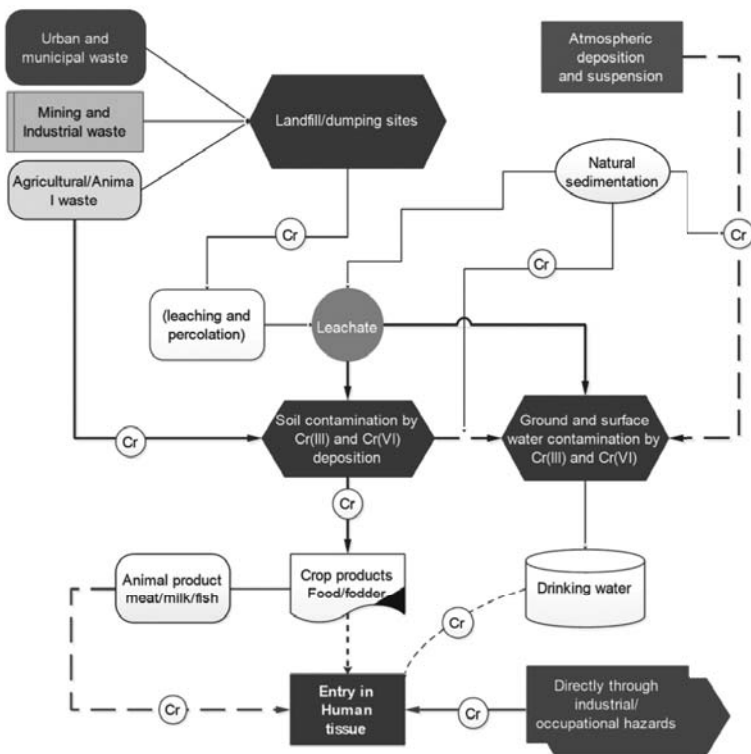 Urban and
municipal waste
Atmospheric
deposition
and suspension
Mining and
Industrial waste
Landfill/dumping sites
Agricultural/Anima
l waste
Natural
sedimentation
Cr
Cr
Cr
(leaching and
percolation)
Leachate
Soil contamination by
Cr(III) and Cr(VI)
deposition
Ground and surface
water contamination by
Cr(III) and Cr(VI)
Cr
Cr
Animal product
meat/milk/fish
Crop products
Food/fodder
Drinking water
Cr
Entry in
Human
tissue
Cr
Cr
Directly through
industrial/
occupational hazards